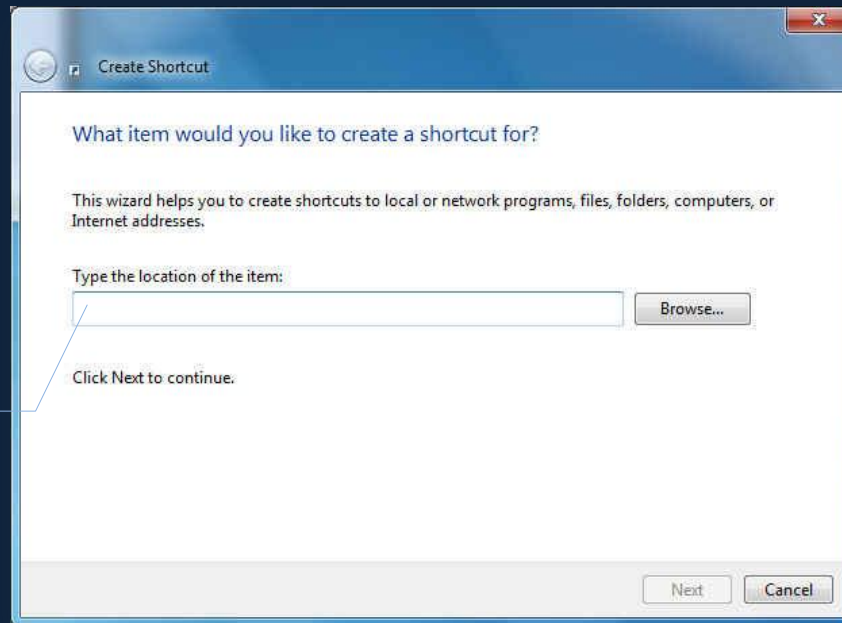 Create Shortcut
What item would you like to create a shortcut for?
This wizard helps you to create shortcuts to local or network programs, files, folders, computers, or
Internet addresses.
Type the location of the item:
Browse...
Click Next to continue.
Next
Cancel